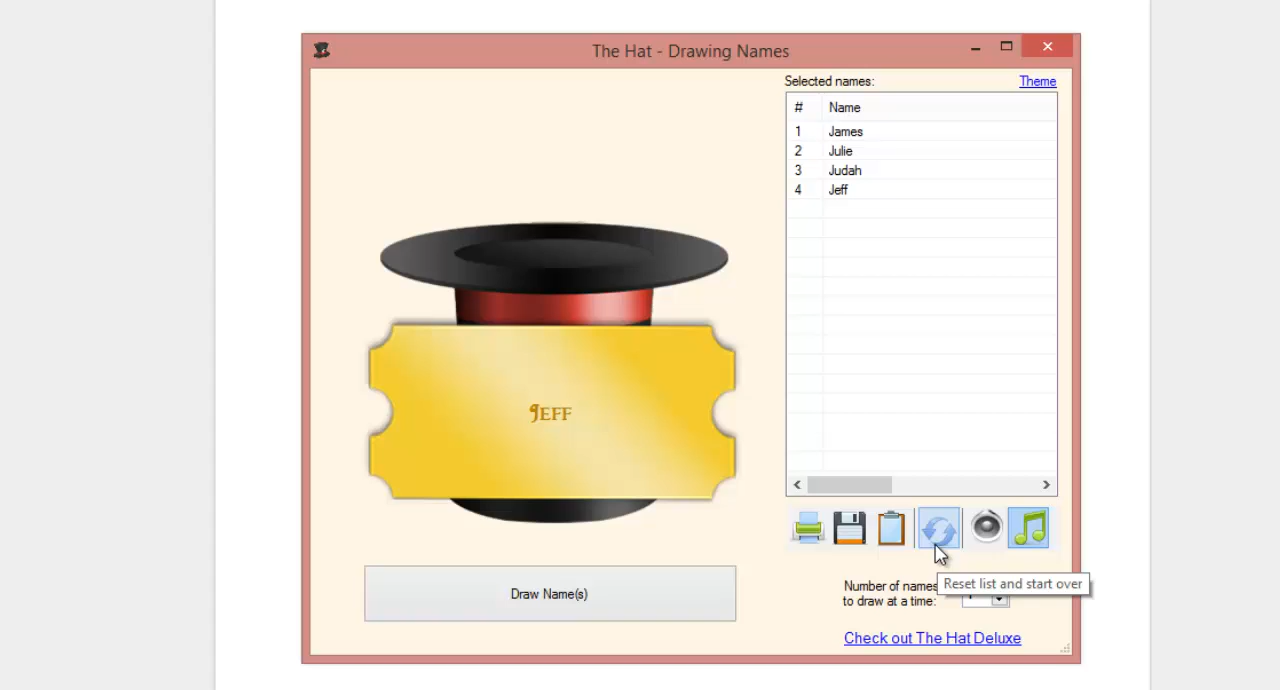 The Hat - Drawing Names
Selected names:
Theme
# Name
1 James
2 Julie
3 Judah
4 Jeff
JEFF
Draw Name(s)
Reset list and start over
Number of names
to draw at a time:
Check out The Hat Deluxe